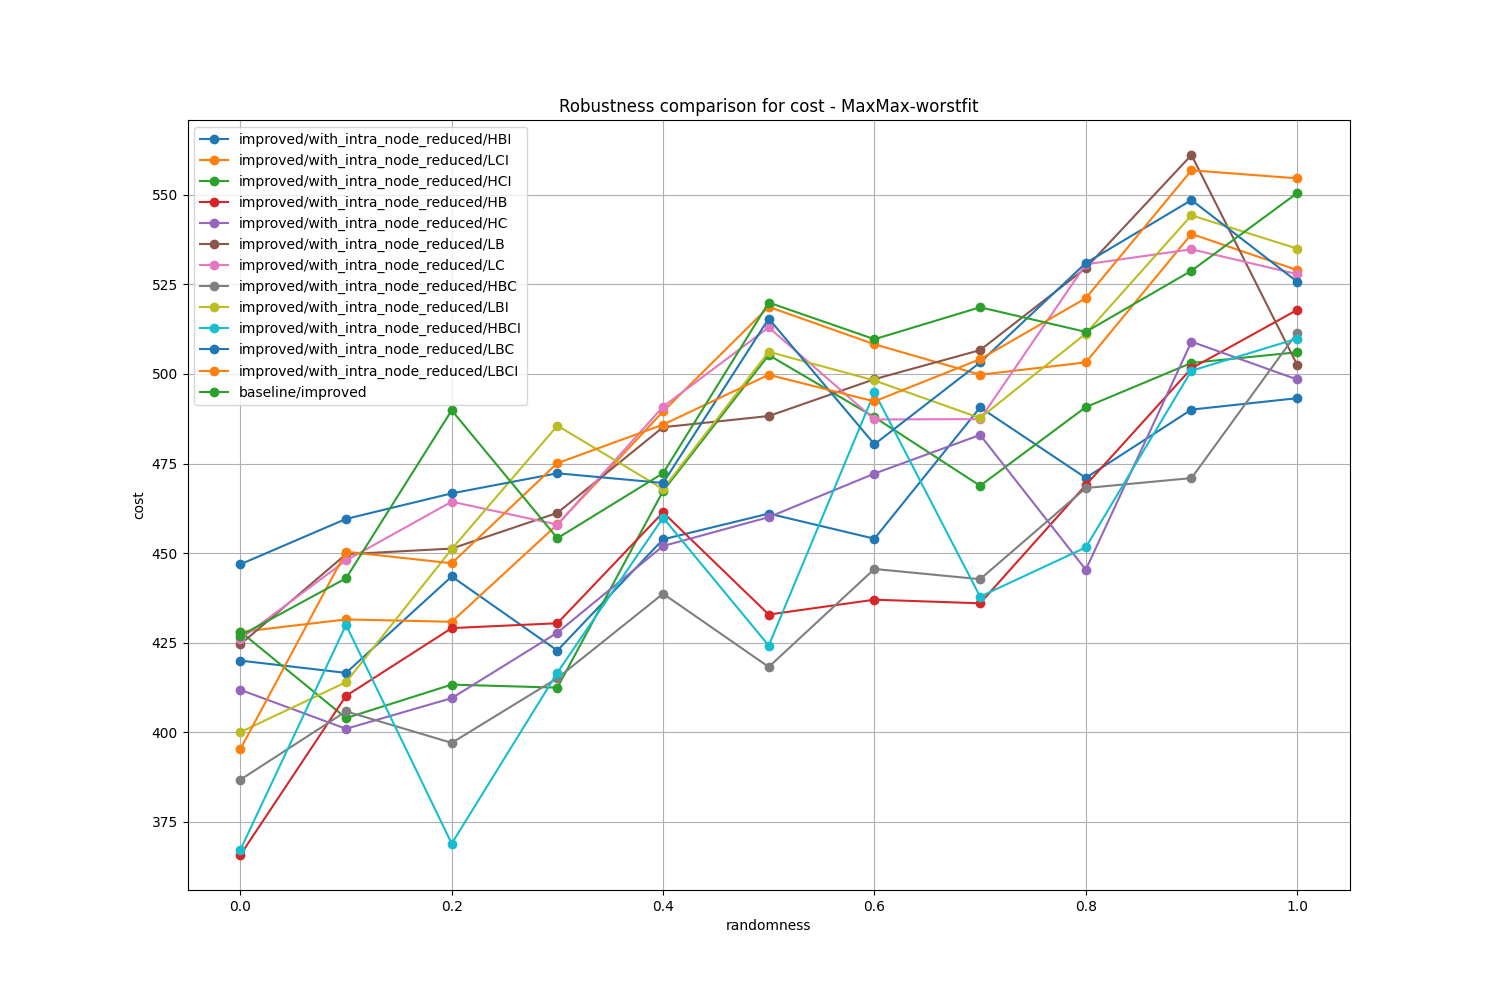 Robustness comparison for cost - MaxMax-worstfit
improved/with_intra_node_reduced/HBI
improved/with_intra_node_reduced/LCI
improved/with_intra_node_reduced/HCI
improved/with_intra_node_reduced/HB
improved/with_intra_node_reduced/HC
improved/with_intra_node_reduced/LB
improved/with_intra_node_reduced/LC
improved/with_intra_node_reduced/HBC
improved/with_intra_node_reduced/LBI
improved/with_intra_node_reduced/HBCI
improved/with_intra_node_reduced/LBC
improved/with_intra_node_reduced/LBCI
baseline/improved
550
525
500
475
450
425
400
375
cost
0.0 0.2 0.4 0.6 0.8 1.0
randomness